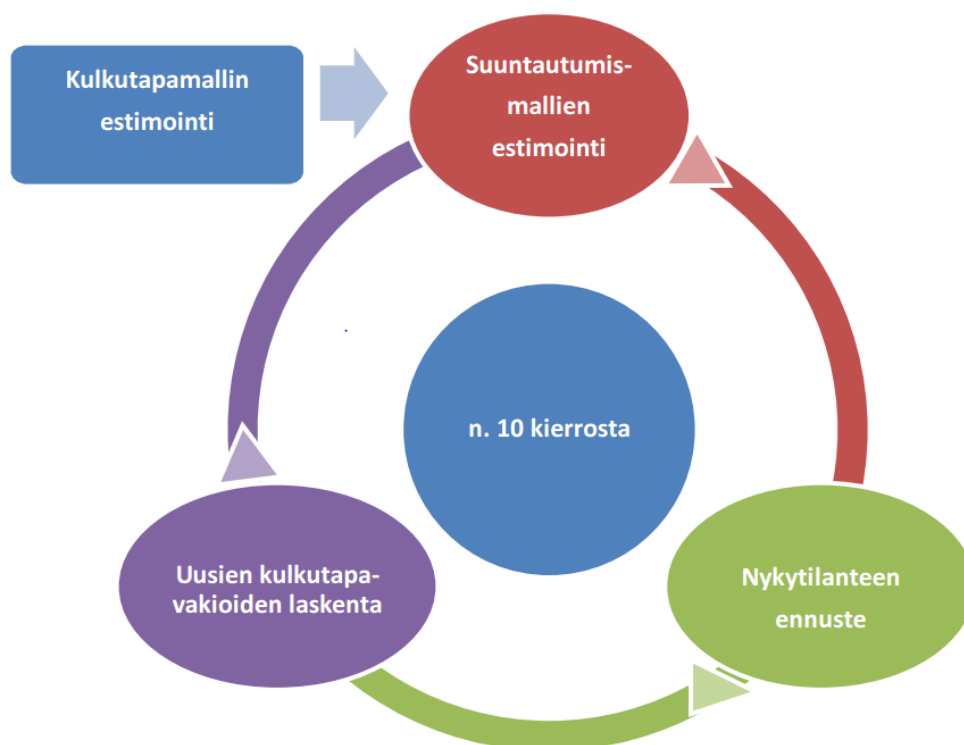 Kulkutapamallin
estimointi
Suuntautumis-
mallien
estimointi
n. 10 kierrosta
Uusien kulkutapa-
vakioiden laskenta
Nykytilanteen
ennuste